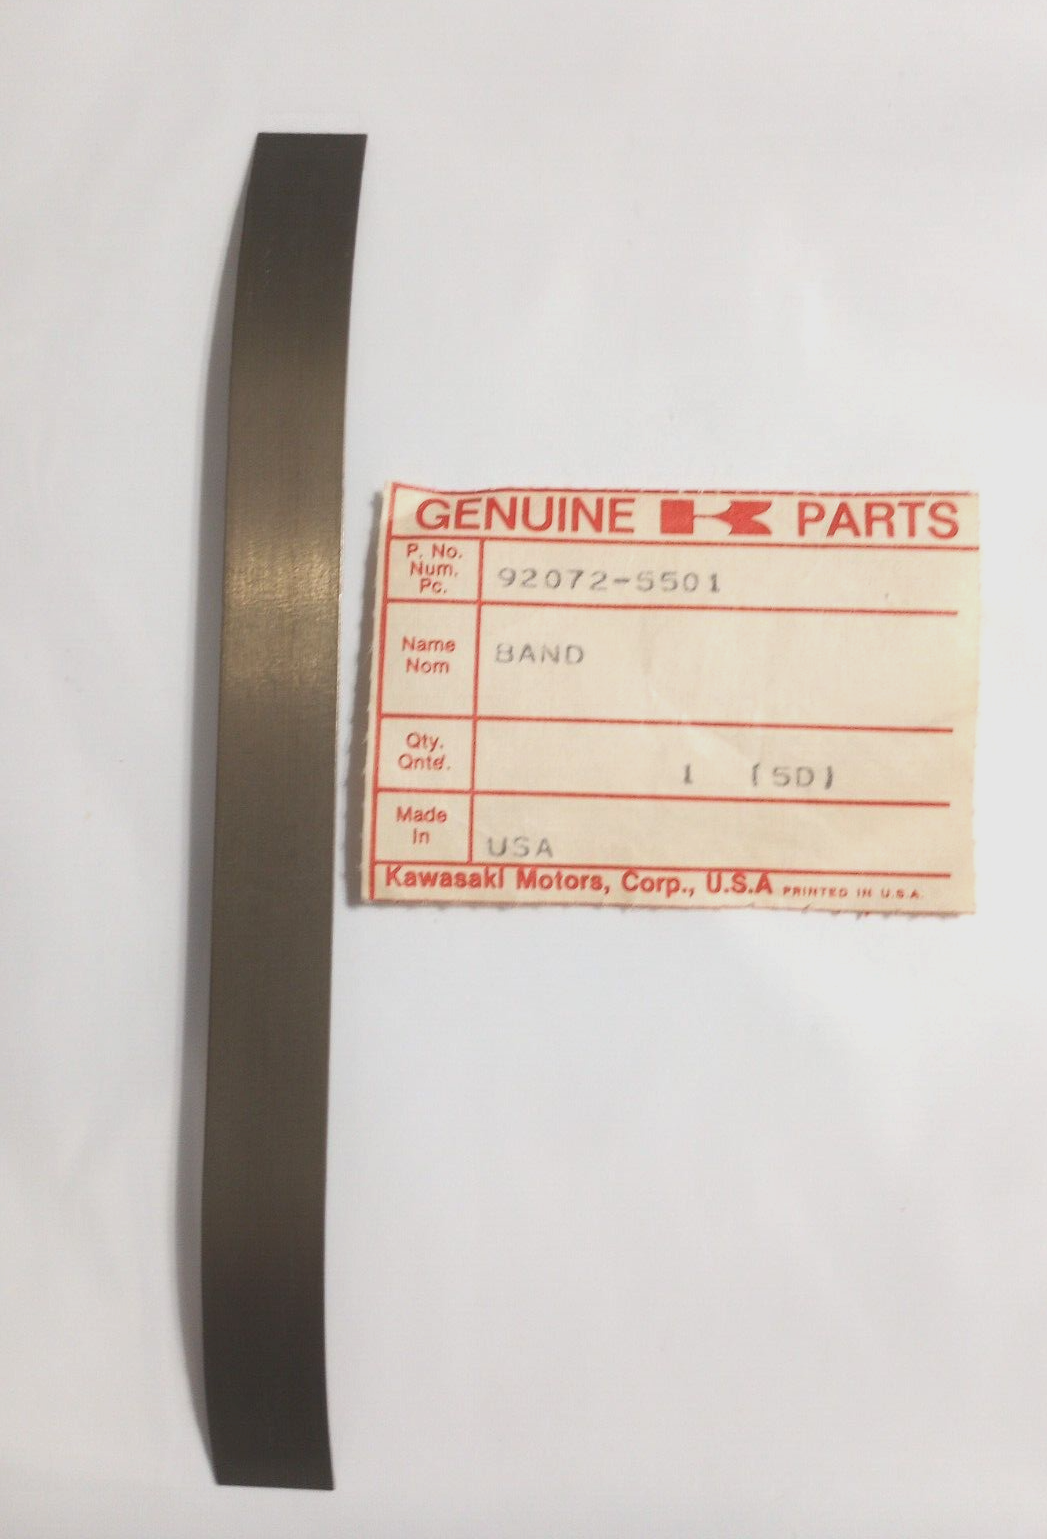 GENUINE PARTS
P. No.
Num.
Pc.
92072-5501
Name
Nom
BAND
Qty.
Qnté.
1 (5D)
Made
In
USA
Kawasaki Motors, Corp., U.S.A PRINTED IN U.S.A.